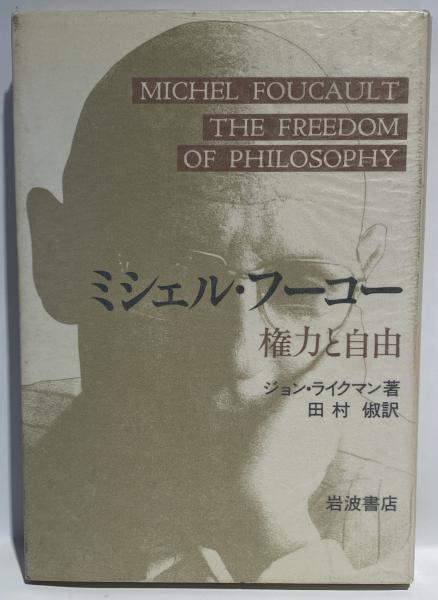 MICHEL FOUCAULT
THE FREEDOM
OF PHILOSOPHY
ミシェル・フーコー
権力と自由
ジョン・ライクマン著
田村 俶訳
岩波書店